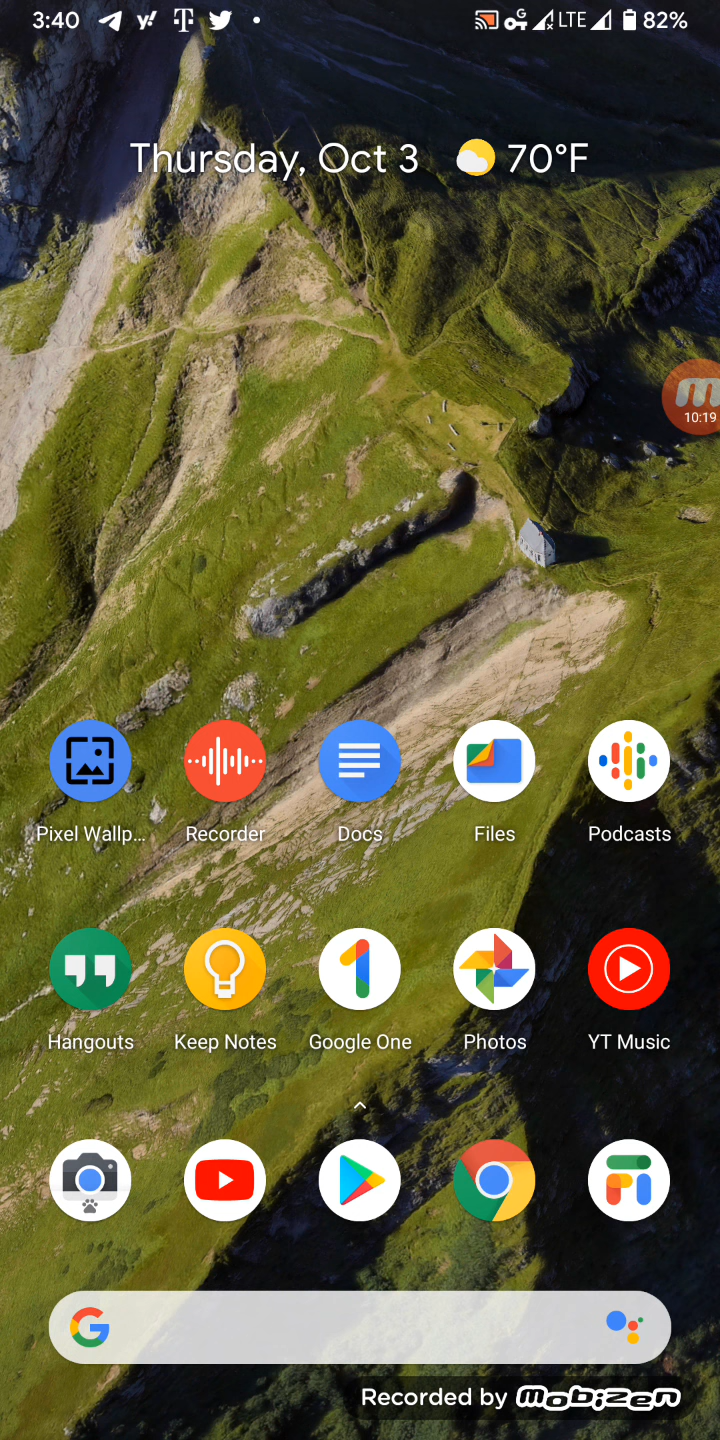 3:40 LTE 82%
Thursday, Oct 3 70°F
10:19
Pixel Wallp... Recorder Docs Files Podcasts
Hangouts Keep Notes Google One Photos YT Music
Recorded by mobizen